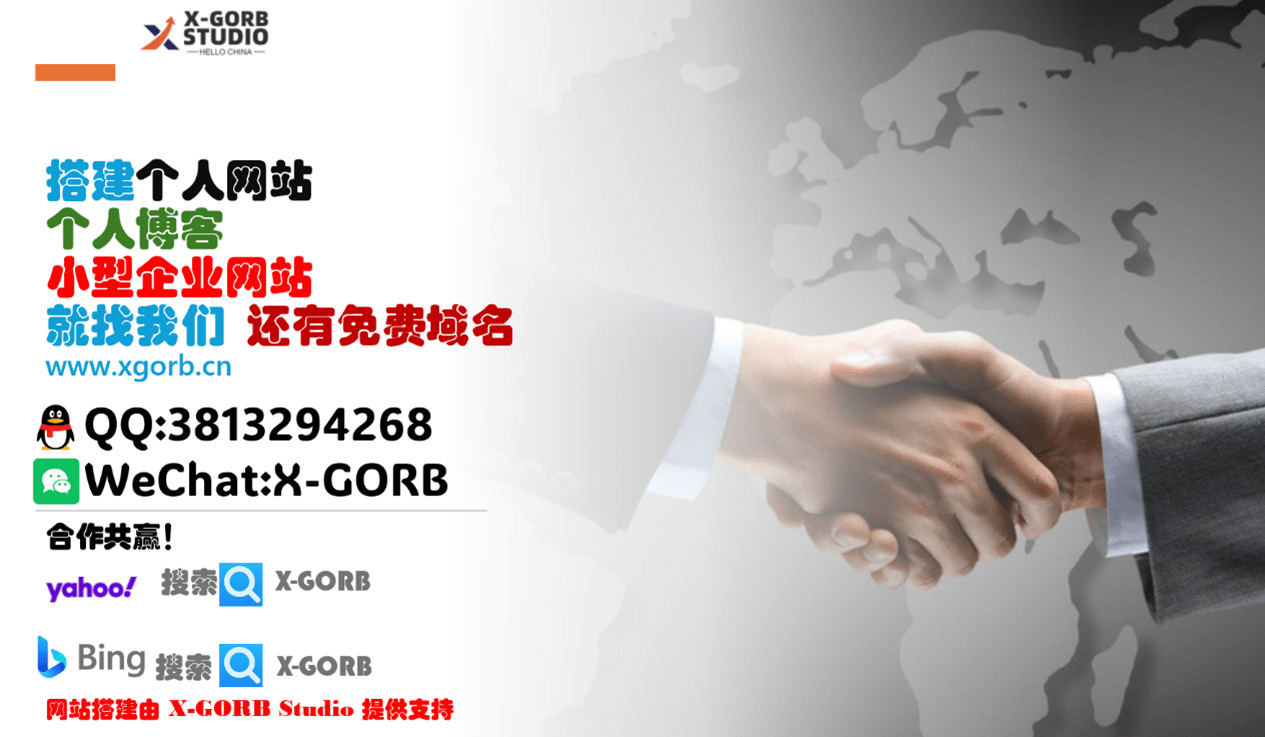 X-GORB
STUDIO
HELLO CHINA
搭建个人网站
个人博客
小型企业网站
就找我们 还有免费域名
www.xgorb.cn
QQ:3813294268
WeChat:X-GORB
合作共赢!
yahoo! 搜索 X-GORB
Bing 搜索 X-GORB
网站搭建由 X-GORB Studio 提供支持